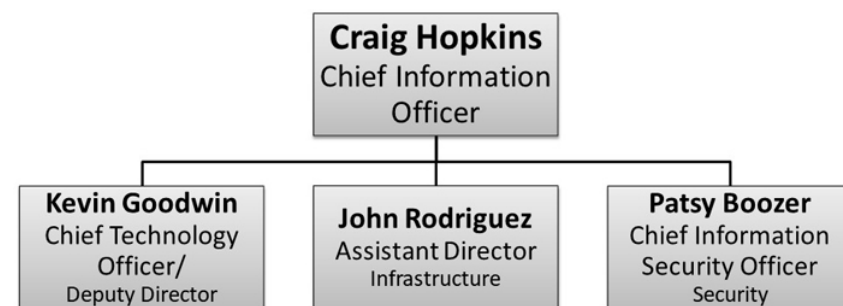 Craig Hopkins
Chief Information
Officer
Kevin Goodwin
Chief Technology
Officer/
Deputy Director
John Rodriguez
Assistant Director
Infrastructure
Patsy Boozer
Chief Information
Security Officer
Security